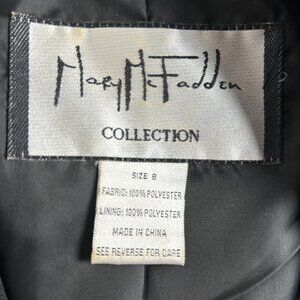 Mary McFadden
COLLECTION
SIZE 8
FABRIC: 100% POLYESTER
LINING: 100% POLYESTER
MADE IN CHINA
SEE REVERSE FOR CARE